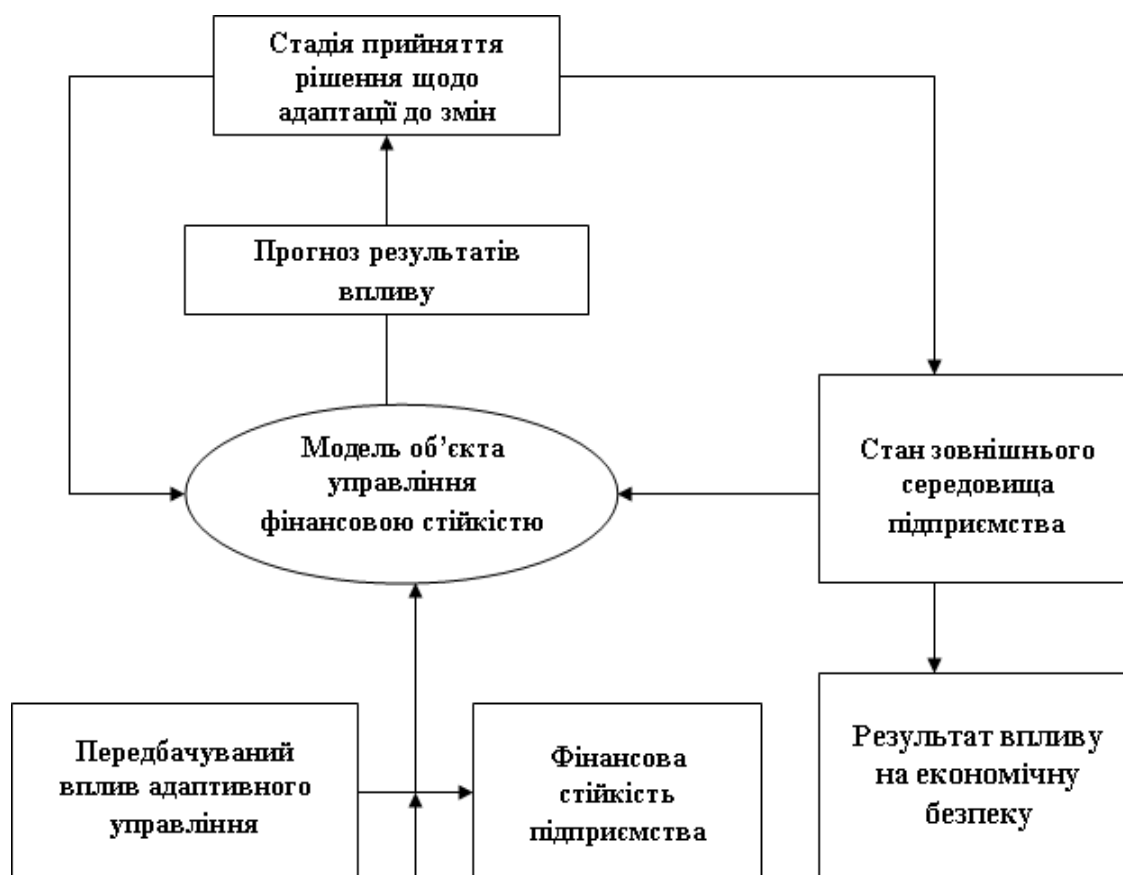 Стадія прийняття
рішення щодо
адаптації до змін
Прогноз результатів
впливу
Модель об’єкта
управління
фінансовою стійкістю
Стан зовнішнього
середовища
підприємства
Передбачуваний
вплив адаптивного
управління
Фінансова
стійкість
підприємства
Результат впливу
на економічну
безпеку